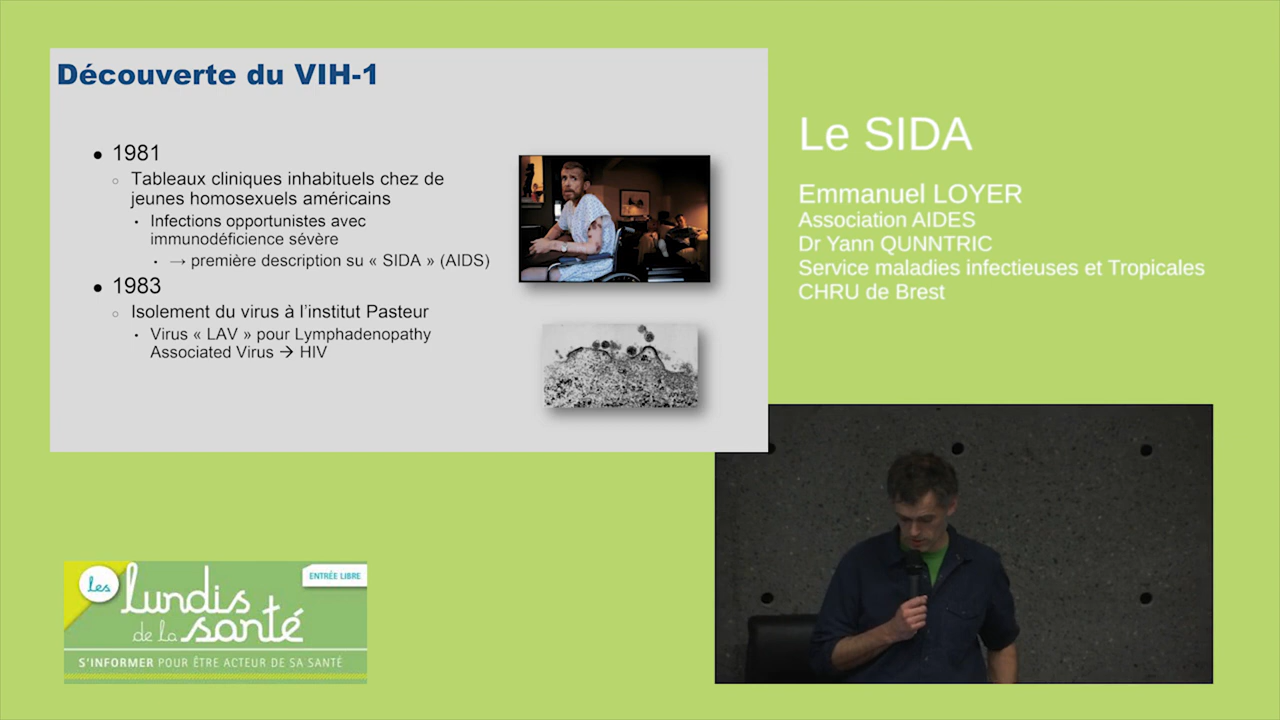 Découverte du VIH-1
• 1981
○ Tableaux cliniques inhabituels chez de
jeunes homosexuels américains
• Infections opportunistes avec
immunodéficience sévère
• → première description su « SIDA » (AIDS)
• 1983
○ Isolement du virus à l'institut Pasteur
• Virus « LAV » pour Lymphadenopathy
Associated Virus → HIV
Le SIDA
Emmanuel LOYER
Association AIDES
Dr Yann QUNNTRIC
Service maladies infectieuses et Tropicales
CHRU de Brest
les
lundis
de la santé
ENTRÉE LIBRE
S'INFORMER POUR ÊTRE ACTEUR DE SA SANTÉ